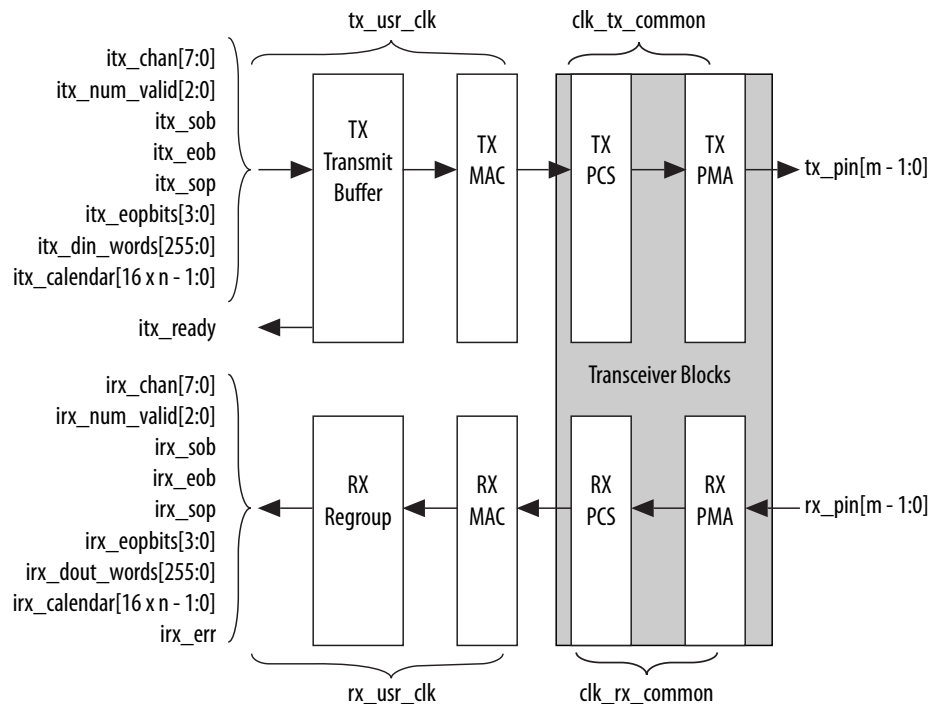 tx_usr_clk
clk_tx_common
itx_chan[7:0]
itx_num_valid[2:0]
itx_sob
itx_eob
itx_sop
itx_eopbits[3:0]
itx_din_words[255:0]
itx_calendar[16 x n - 1:0]
itx_ready
TX
Transmit
Buffer
TX
MAC
TX
PCS
TX
PMA
tx_pin[m - 1:0]
Transceiver Blocks
irx_chan[7:0]
irx_num_valid[2:0]
irx_sob
irx_eob
irx_sop
irx_eopbits[3:0]
irx_dout_words[255:0]
irx_calendar[16 x n - 1:0]
irx_err
RX
Regroup
RX
MAC
RX
PCS
RX
PMA
rx_pin[m - 1:0]
rx_usr_clk
clk_rx_common